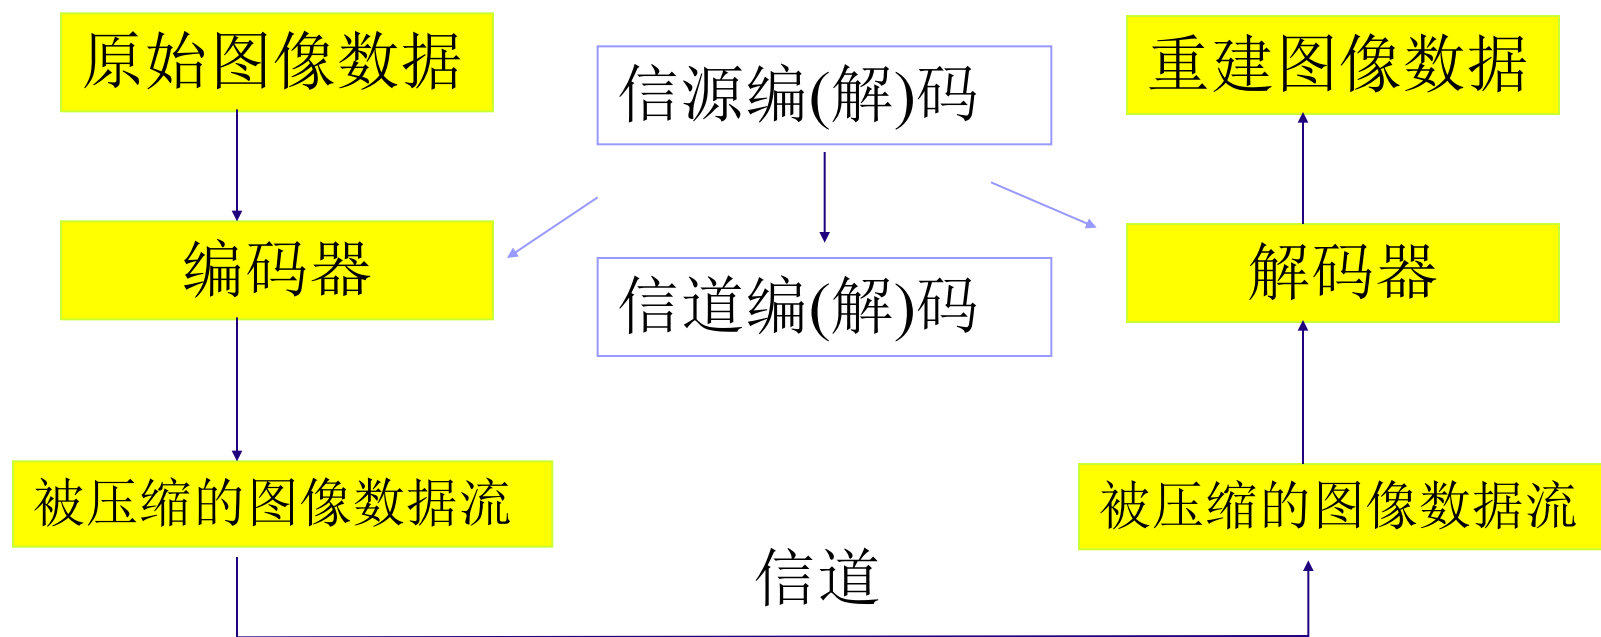 原始图像数据
信源编(解)码
重建图像数据
编码器
信道编(解)码
解码器
被压缩的图像数据流
被压缩的图像数据流
信道